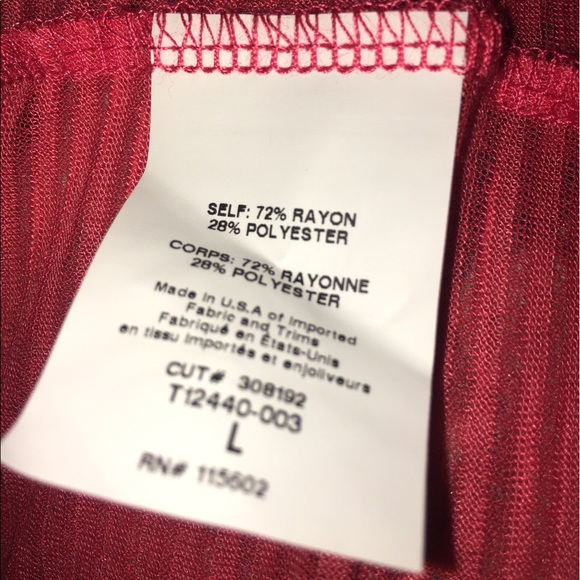 SELF: 72% RAYON
28% POLYESTER
CORPS: 72% RAYONNE
28% POLYESTER
Made in U.S.A of Imported
Fabric and Trims
Fabriqué en États-Unis
en tissu importés et enjoliveurs
CUT# 308192
T12440-003
L
RN# 115602